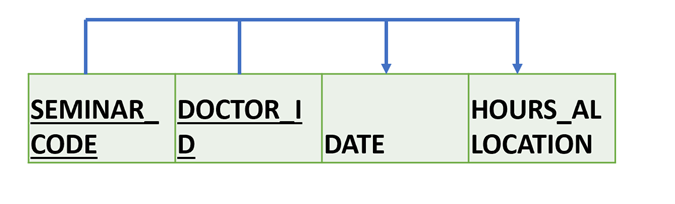 SEMINAR_ DOCTOR_I HOURS_AL
CODE D DATE LOCATION